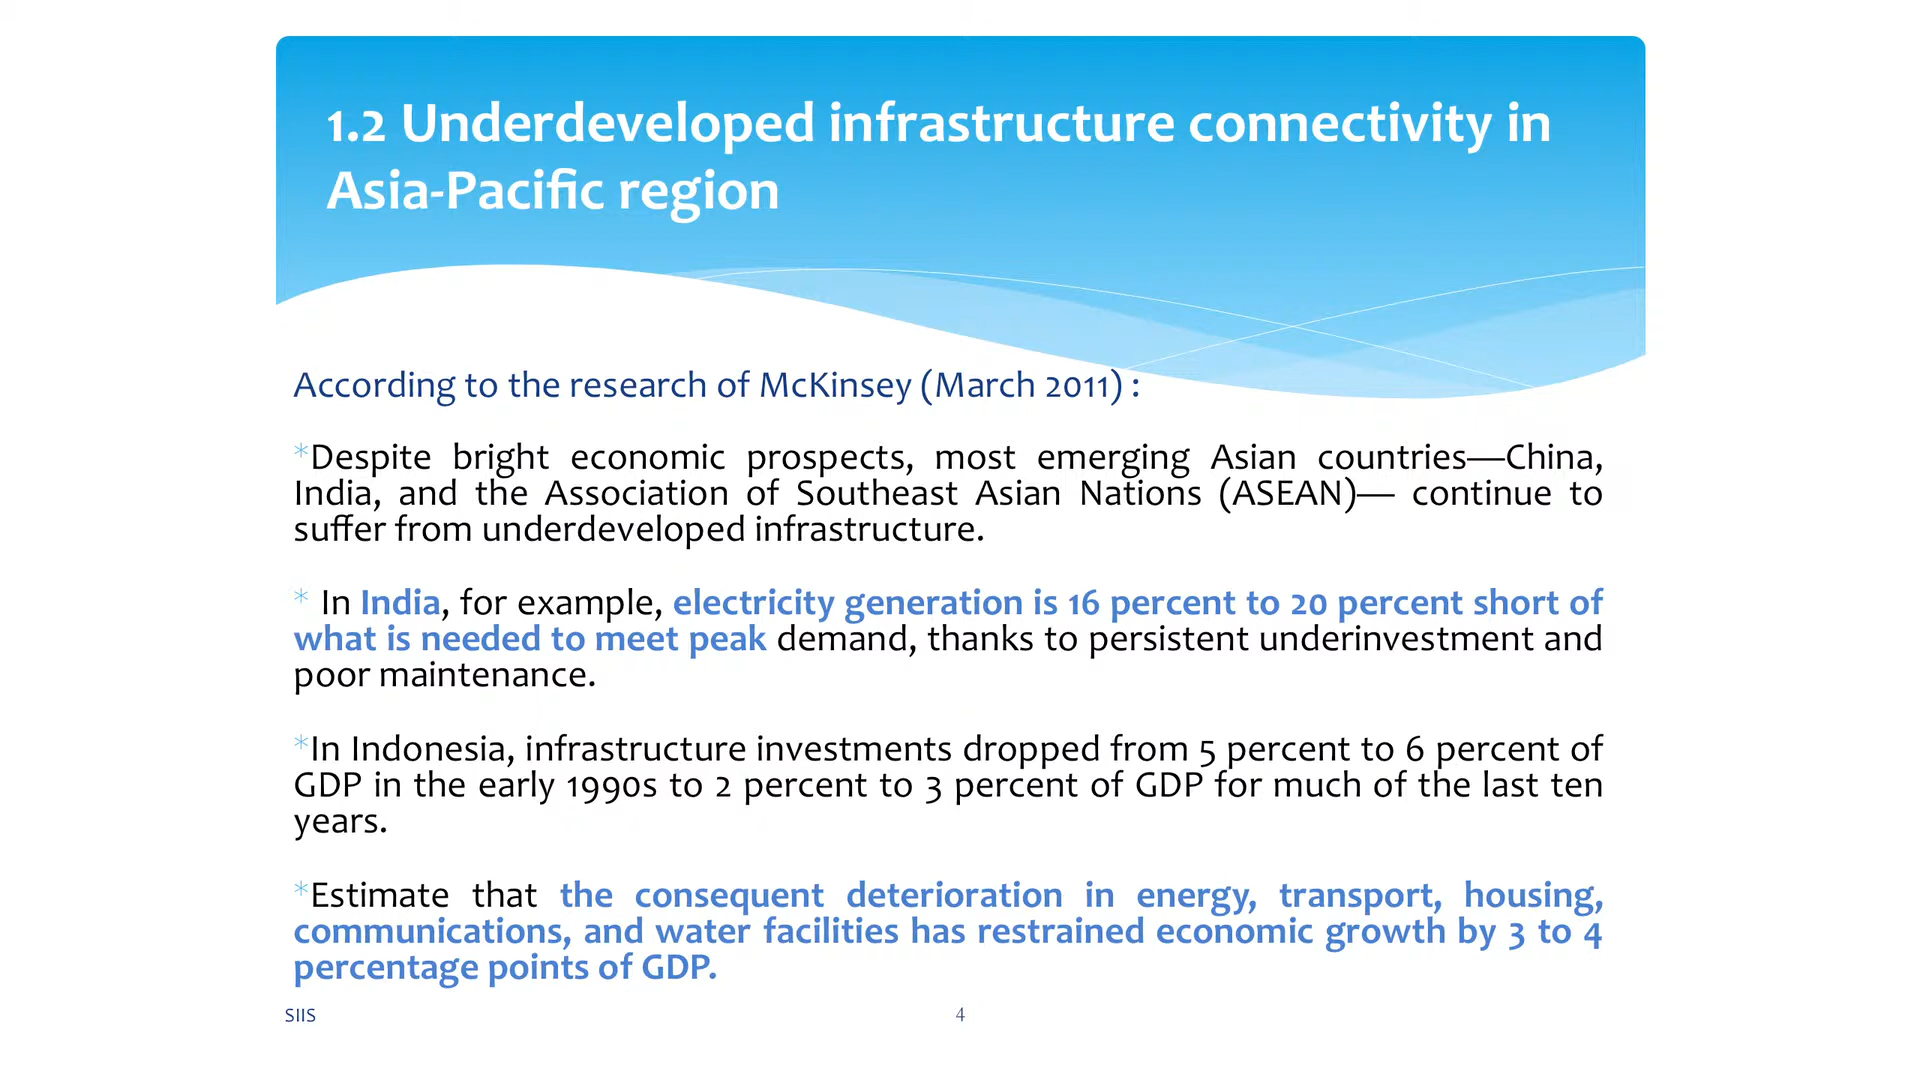 1.2 Underdeveloped infrastructure connectivity in
Asia-Pacific region
According to the research of McKinsey (March 2011) :
*Despite bright economic prospects, most emerging Asian countries—China,
India, and the Association of Southeast Asian Nations (ASEAN)— continue to
suffer from underdeveloped infrastructure.
* In India, for example, electricity generation is 16 percent to 20 percent short of
what is needed to meet peak demand, thanks to persistent underinvestment and
poor maintenance.
*In Indonesia, infrastructure investments dropped from 5 percent to 6 percent of
GDP in the early 1990s to 2 percent to 3 percent of GDP for much of the last ten
years.
*Estimate that the consequent deterioration in energy, transport, housing,
communications, and water facilities has restrained economic growth by 3 to 4
percentage points of GDP.
SIIS
4